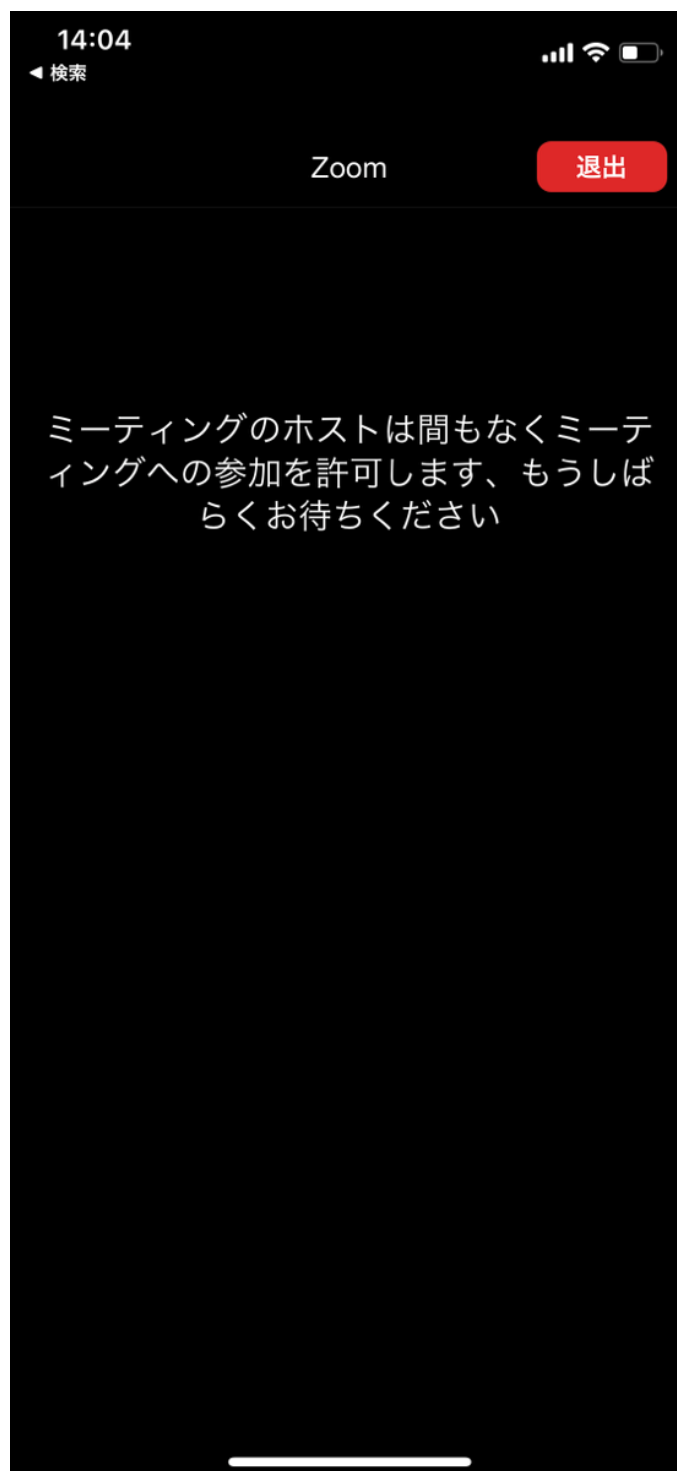 14:04
◀ 検索
Zoom
退出
ミーティングのホストは間もなくミーテ
ィングへの参加を許可します、もうしば
らくお待ちください